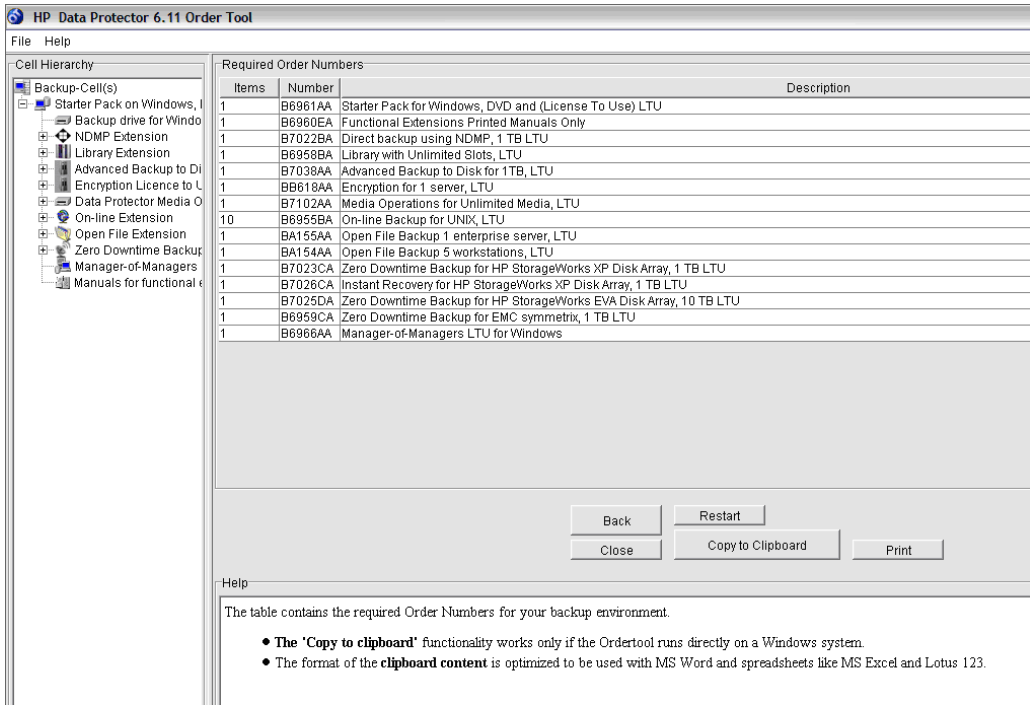 HP Data Protector 6.11 Order Tool
File Help
Cell Hierarchy
Backup-Cell(s)
Starter Pack on Windows,
Backup drive for Windo
NDMP Extension
Library Extension
Advanced Backup to Di
Encryption Licence to
Data Protector Media O
On-line Extension
Open File Extension
Zero Downtime Backup
Manager-of-Managers
Manuals for functional
Required Order Numbers
Items Number Description
1 B6961AA Starter Pack for Windows, DVD and (License To Use) LTU
1 B6960EA Functional Extensions Printed Manuals Only
1 B7022BA Direct backup using NDMP, 1 TB LTU
1 B6958BA Library with Unlimited Slots, LTU
1 B7038AA Advanced Backup to Disk for 1TB, LTU
1 BB618AA Encryption for 1 server, LTU
1 B7102AA Media Operations for Unlimited Media, LTU
10 B6955BA On-line Backup for UNIX, LTU
1 BA155AA Open File Backup 1 enterprise server, LTU
1 BA154AA Open File Backup 5 workstations, LTU
1 B7023CA Zero Downtime Backup for HP StorageWorks XP Disk Array, 1 TB LTU
1 B7026CA Instant Recovery for HP StorageWorks XP Disk Array, 1 TB LTU
1 B7025DA Zero Downtime Backup for HP StorageWorks EVA Disk Array, 10 TB LTU
1 B6959CA Zero Downtime Backup for EMC symmetrix, 1 TB LTU
1 B6966AA Manager-of-Managers LTU for Windows
Back Restart
Close Copy to Clipboard Print
Help
The table contains the required Order Numbers for your backup environment.
● The "Copy to clipboard" functionality works only if the Ordertool runs directly on a Windows system.
● The format of the clipboard content is optimized to be used with MS Word and spreadsheets like MS Excel and Lotus 123.